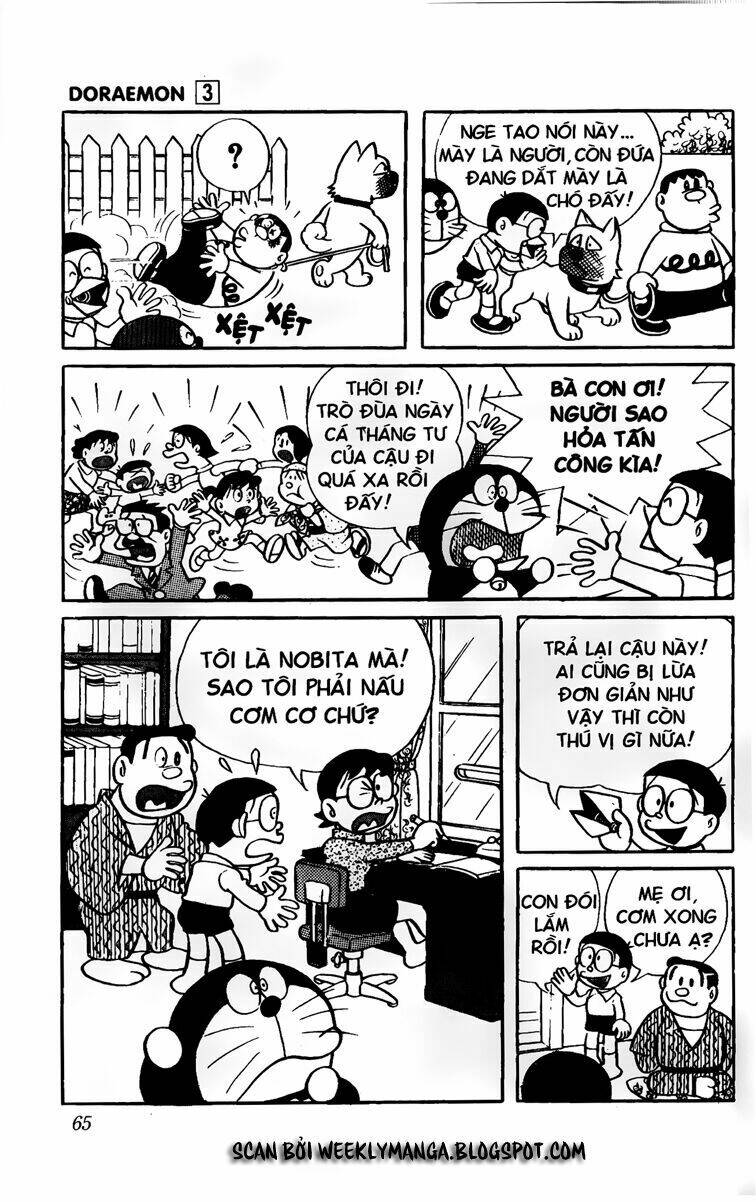 DORAEMON 3
NGE TAO NÓI NÀY...
MÀY LÀ NGƯỜI, CÒN ĐỨA
ĐANG DẮT MÀY LÀ
CHÓ ĐẤY!
?
XỆT XỆT
BÀ CON ƠI!
NGƯỜI SAO
HỎA TẤN
CÔNG KÌA!
THÔI ĐI!
TRÒ ĐÙA NGÀY
CÁ THÁNG TƯ
CỦA CẬU ĐI
QUÁ XA RỒI
ĐẤY!
TRẢ LẠI CẬU NÀY!
AI CŨNG BỊ LỪA
ĐƠN GIẢN NHƯ
VẬY THÌ CÒN
THÚ VỊ GÌ NỮA!
MẸ ƠI,
CƠM XONG
CHƯA Ạ?
CON ĐÓI
LẮM
RỒI!
TÔI LÀ NOBITA MÀ!
SAO TÔI PHẢI NẤU
CƠM CƠ CHỨ?
65
SCAN BỞI WEEKLYMANGA.BLOGSPOT.COM